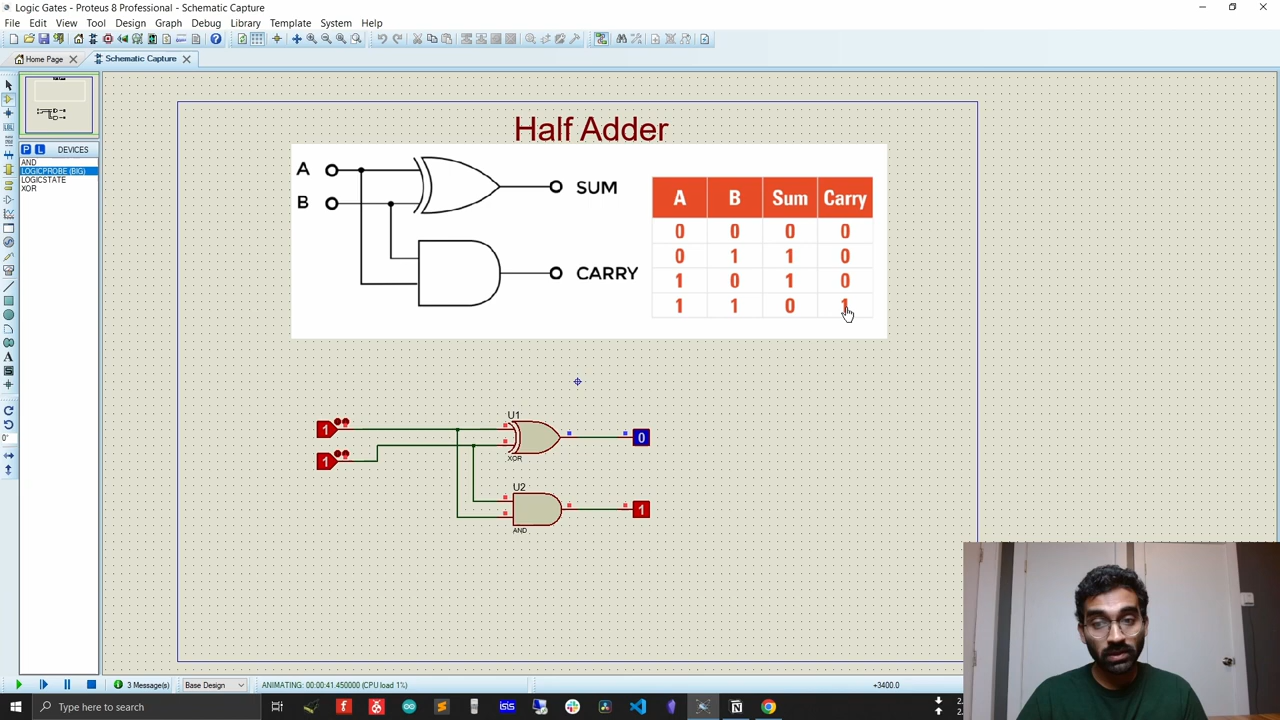 Logic Gates - Proteus 8 Professional - Schematic Capture
File Edit View Tool Design Graph Debug Library Template System Help
Home Page Schematic Capture
P L DEVICES
AND
LOGICPROBE (BIG)
LOGICSTATE
XOR
Half Adder
A
B
SUM
CARRY
A B Sum Carry
0 0 0 0
0 1 1 0
1 0 1 0
1 1 0 1
U1
1
1
XOR
0
U2
AND
1
3 Message(s) Base Design ANIMATING: 00:00:41.450000 (CPU load 1%) +3400.0
Type here to search